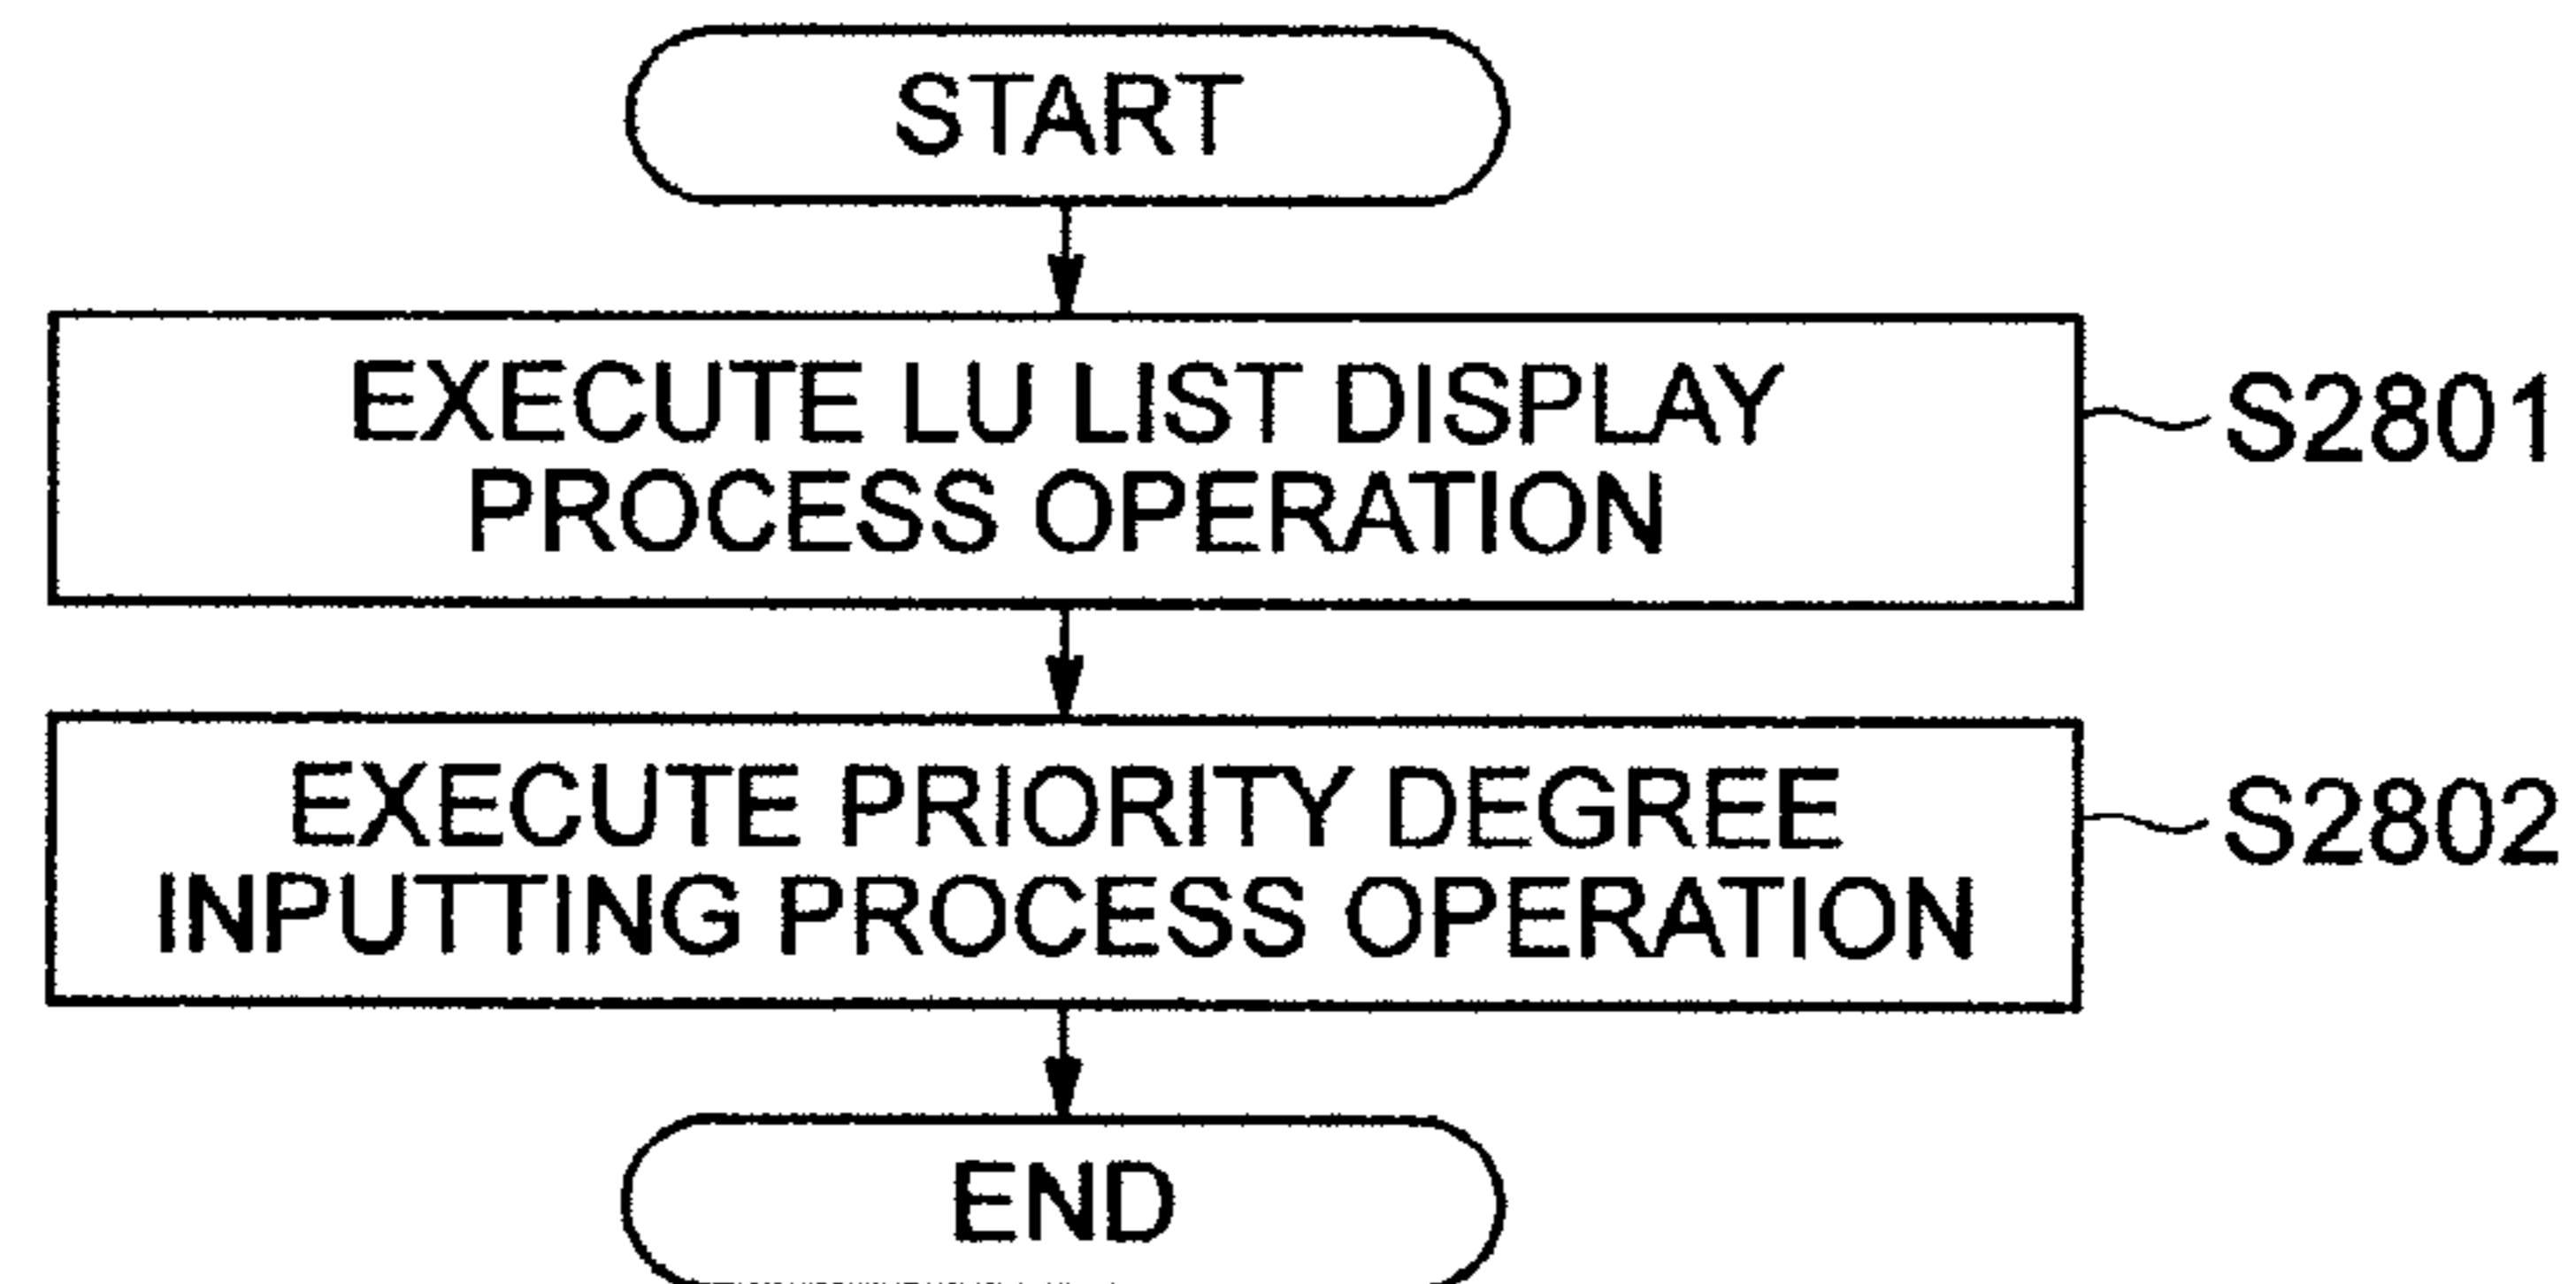 START
EXECUTE LU LIST DISPLAY
PROCESS OPERATION
S2801
EXECUTE PRIORITY DEGREE
INPUTTING PROCESS OPERATION
S2802
END